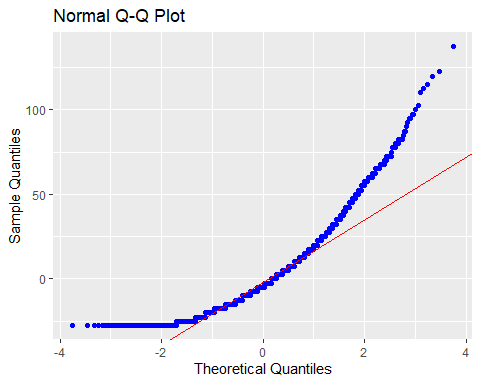 Normal Q-Q Plot
100
50
0
-4 -2 0 2 4
Theoretical Quantiles
Sample Quantiles